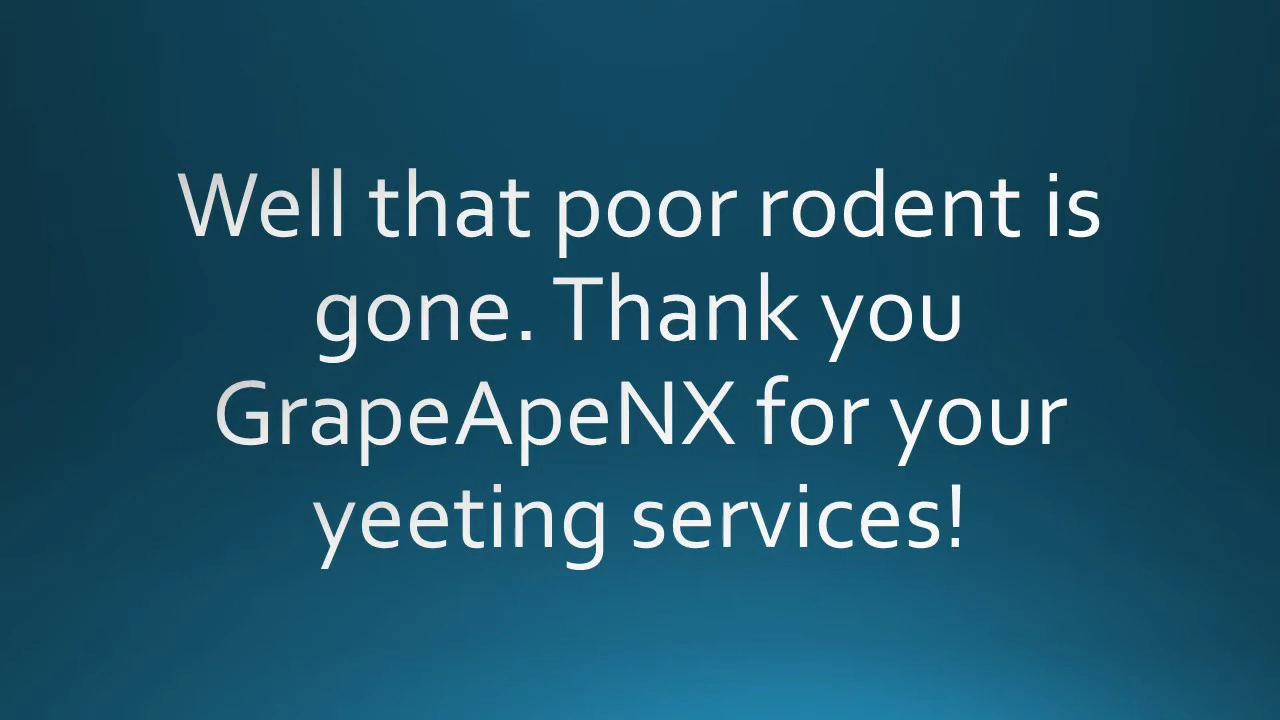 Well that poor rodent is
gone. Thank you
GrapeApeNX for your
yeeting services!